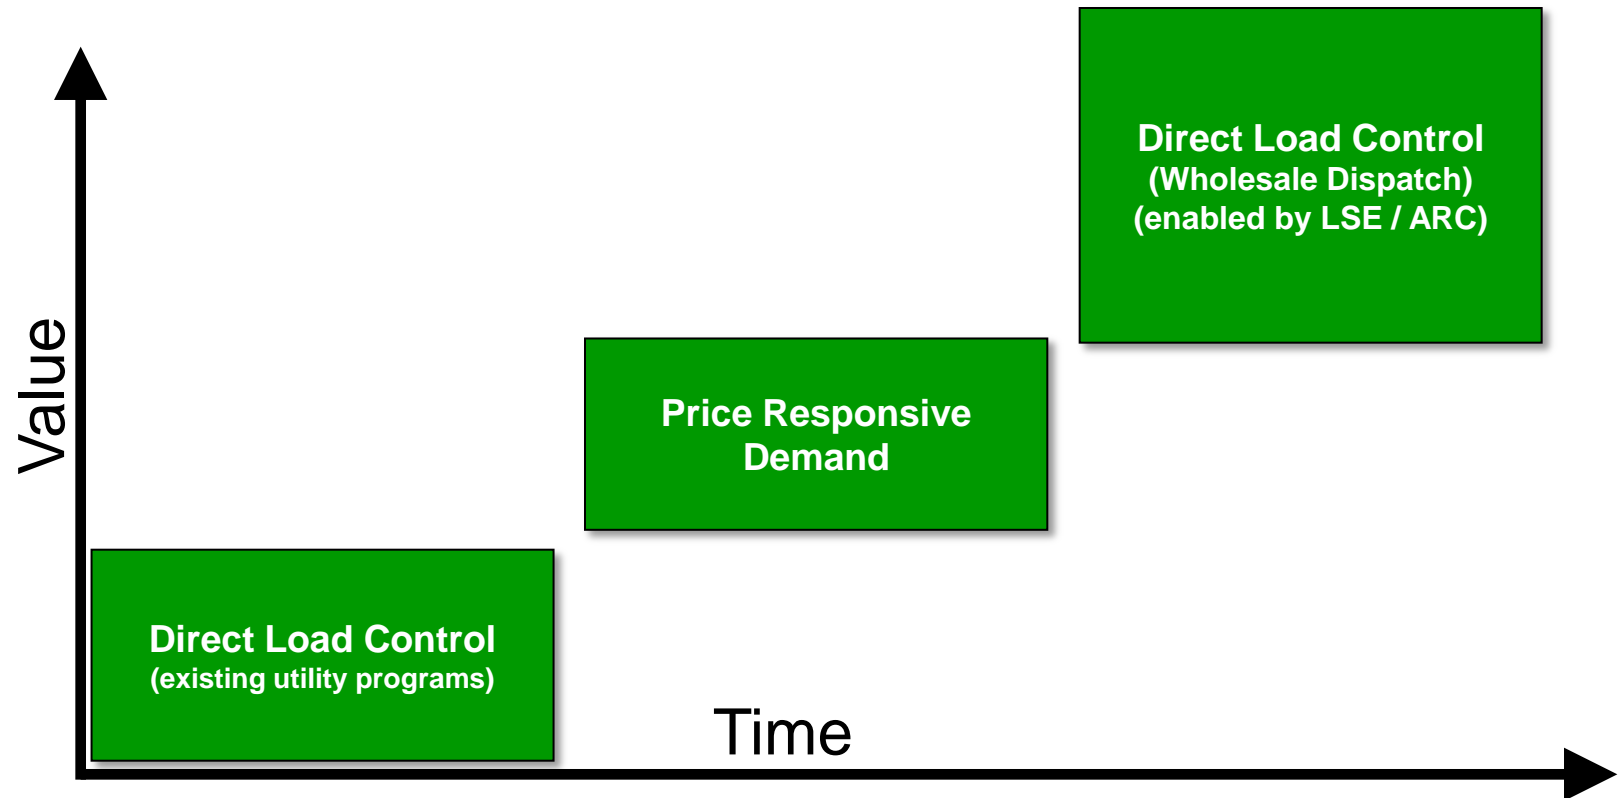 Direct Load Control
(Wholesale Dispatch)
(enabled by LSE / ARC)
Value
Price Responsive
Demand
Direct Load Control
(existing utility programs)
Time